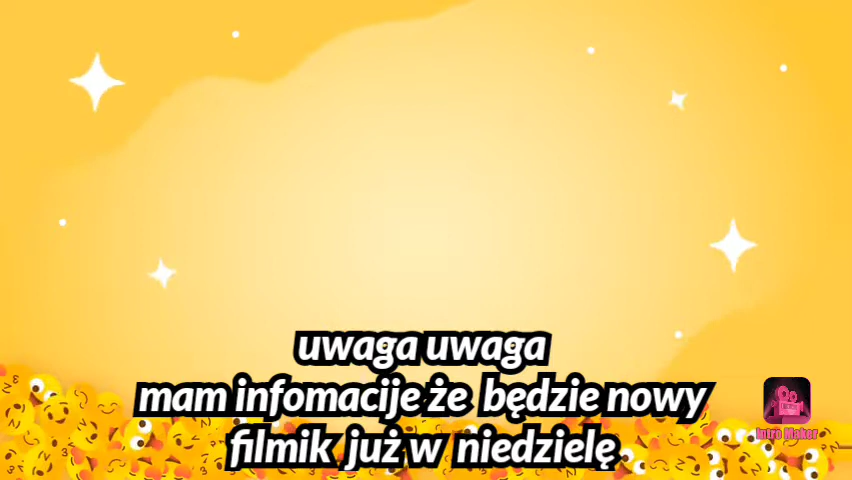 uwaga uwaga
mam infomacije że będzie nowy
filmik już w niedzielę
Intro Maker